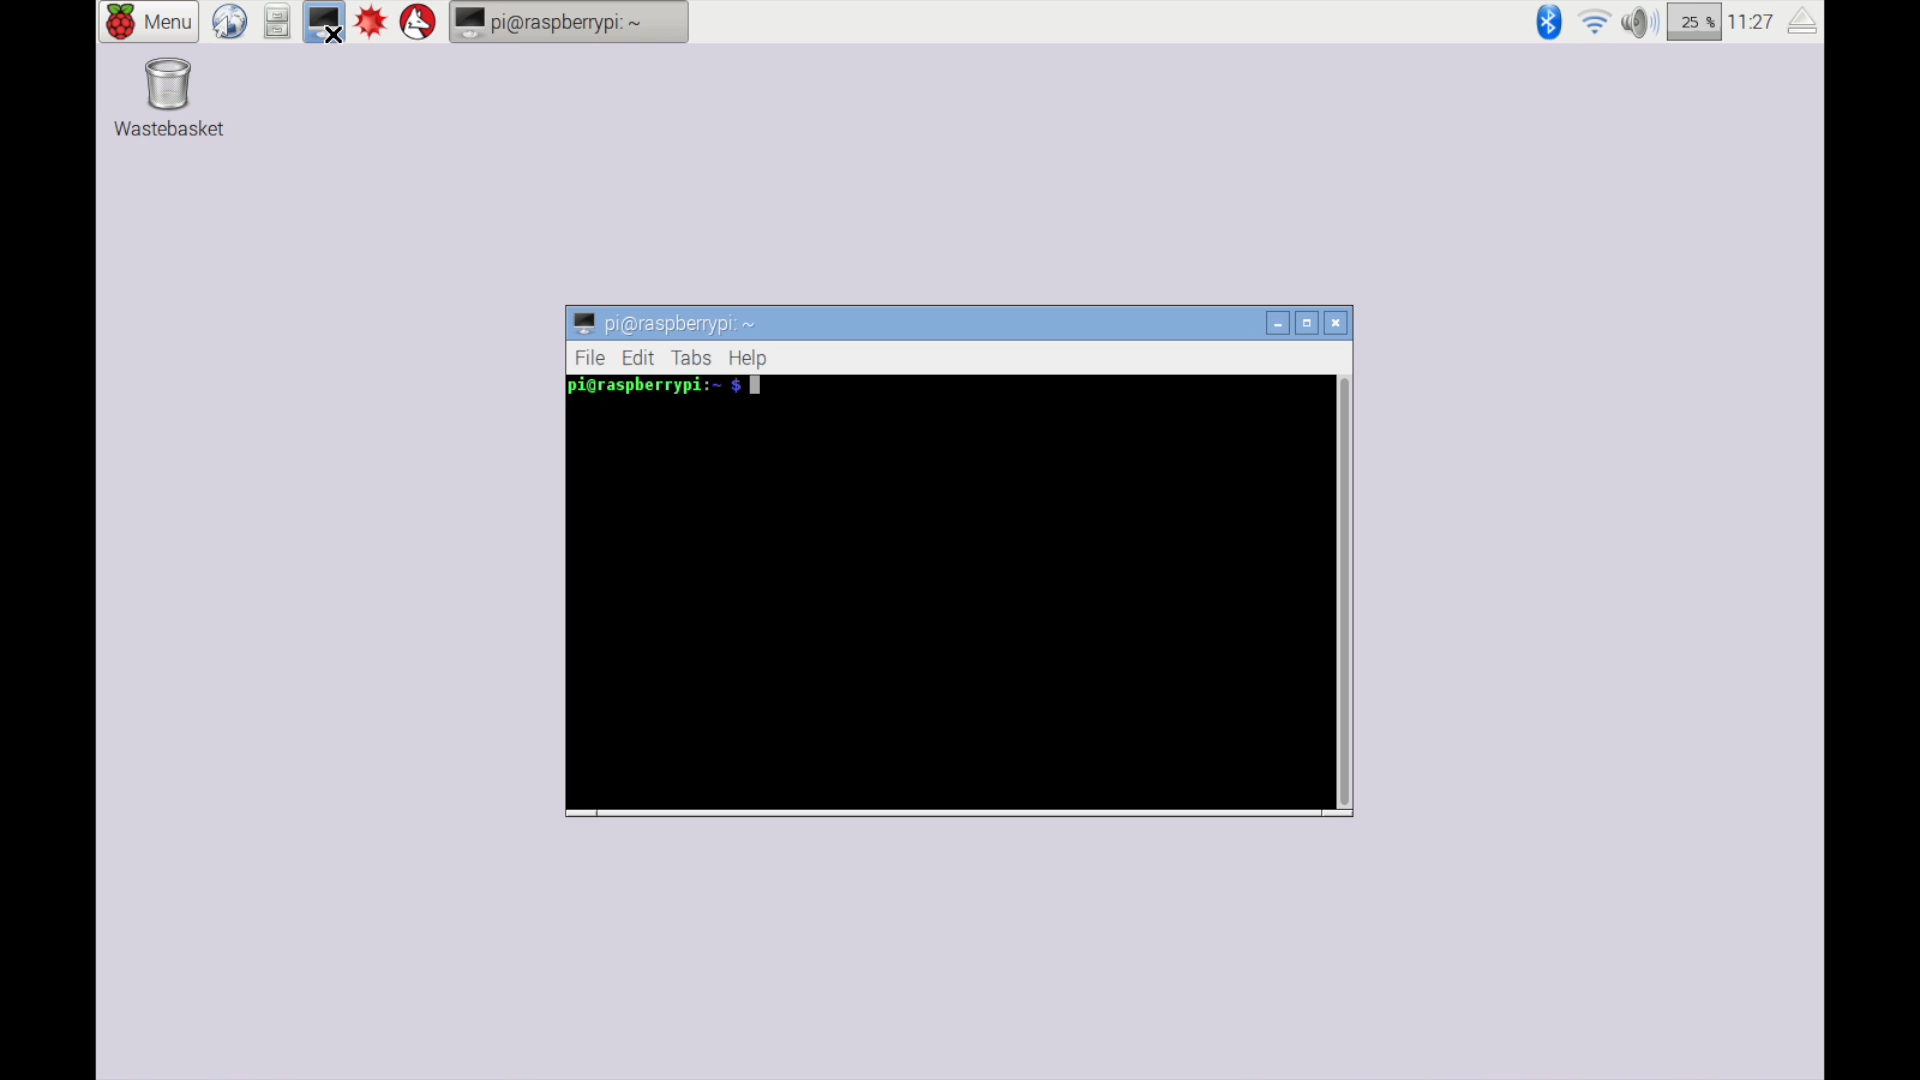 Menu
pi@raspberrypi: ~
25 %
11:27
Wastebasket
pi@raspberrypi: ~
File Edit Tabs Help
pi@raspberrypi:~ $